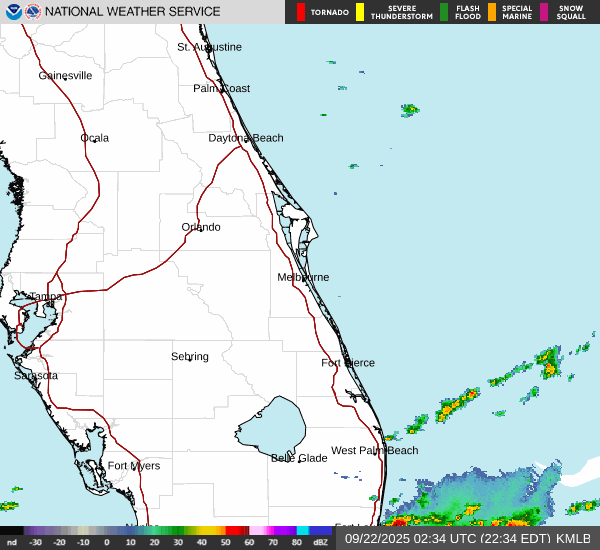 NATIONAL WEATHER SERVICE
TORNADO
SEVERE
THUNDERSTORM
FLASH
FLOOD
SPECIAL
MARINE
SNOW
SQUALL
St. Augustine
Gainesville
Palm Coast
Ocala
Daytona Beach
Orlando
Melbourne
Tampa
Sebring
Fort Pierce
Sarasota
West Palm Beach
Belle Glade
Fort Myers
nd -30 -20 -10 0 10 20 30 40 50 60 70 80 dBZ
09/22/2025 02:34 UTC (22:34 EDT) KMLB